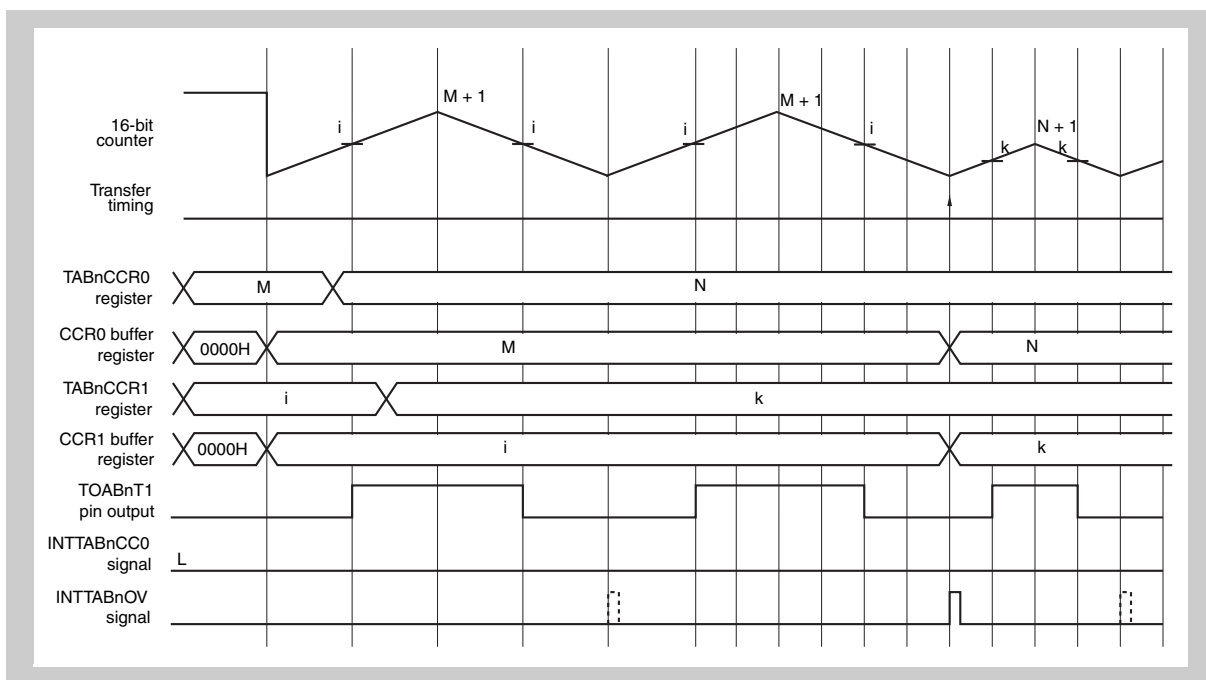 M + 1
M + 1
16-bit
counter
i
i
i
i
N + 1
k
k
Transfer
timing
TABnCCR0
register
M
N
CCR0 buffer
register
0000H
M
N
TABnCCR1
register
i
k
CCR1 buffer
register
0000H
i
k
TOABnT1
pin output
INTTABnCC0
signal
L
INTTABnOV
signal